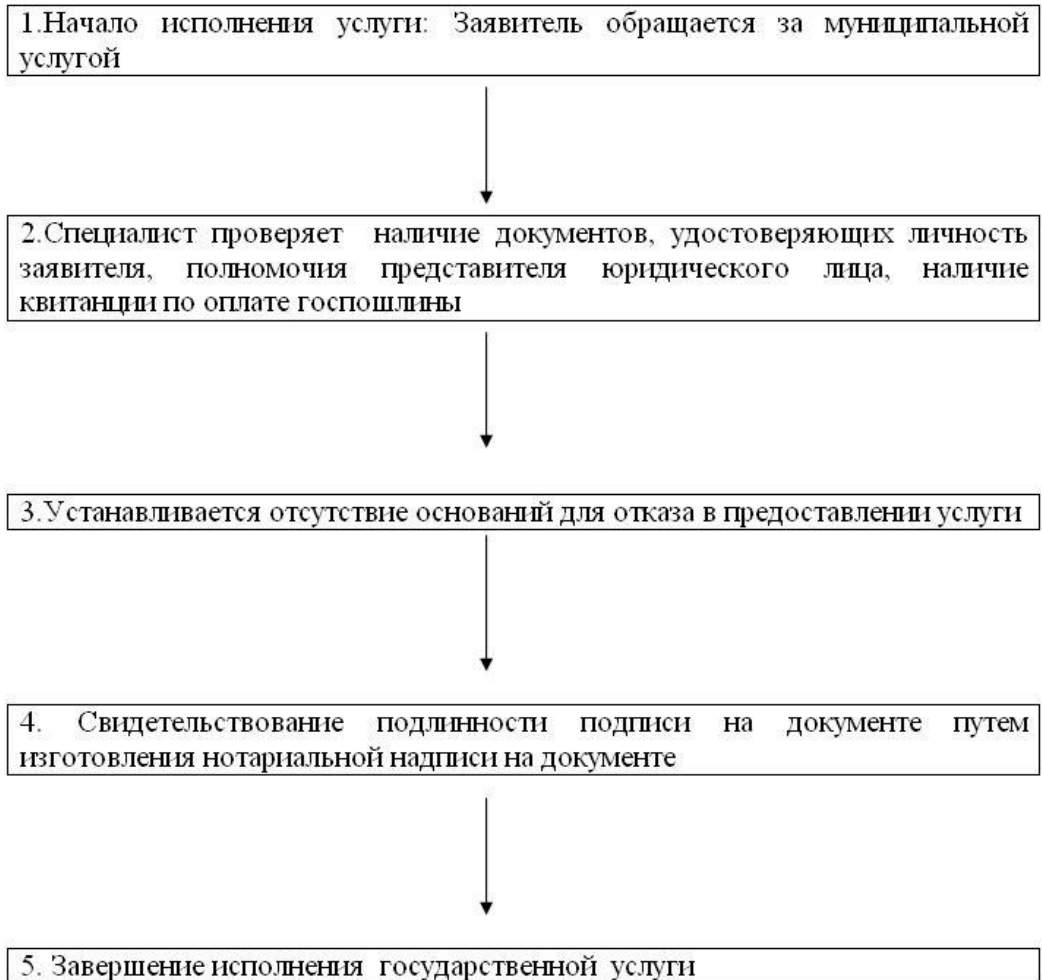 1.Начало исполнения услуги: Заявитель обращается за муниципальной
услугой
2.Специалист проверяет наличие документов, удостоверяющих личность
заявителя, полномочия представителя юридического лица, наличие
квитанции по оплате госпошлины
3.Устанавливается отсутствие оснований для отказа в предоставлении услуги
4. Свидетельствование подлинности подписи на документе путем
изготовления нотариальной надписи на документе
5. Завершение исполнения государственной услуги